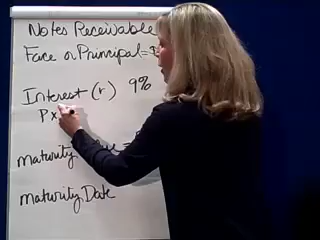 Notes Receivable
Face or Principal =
Interest (r) 9%
P x
Maturity
Maturity Date